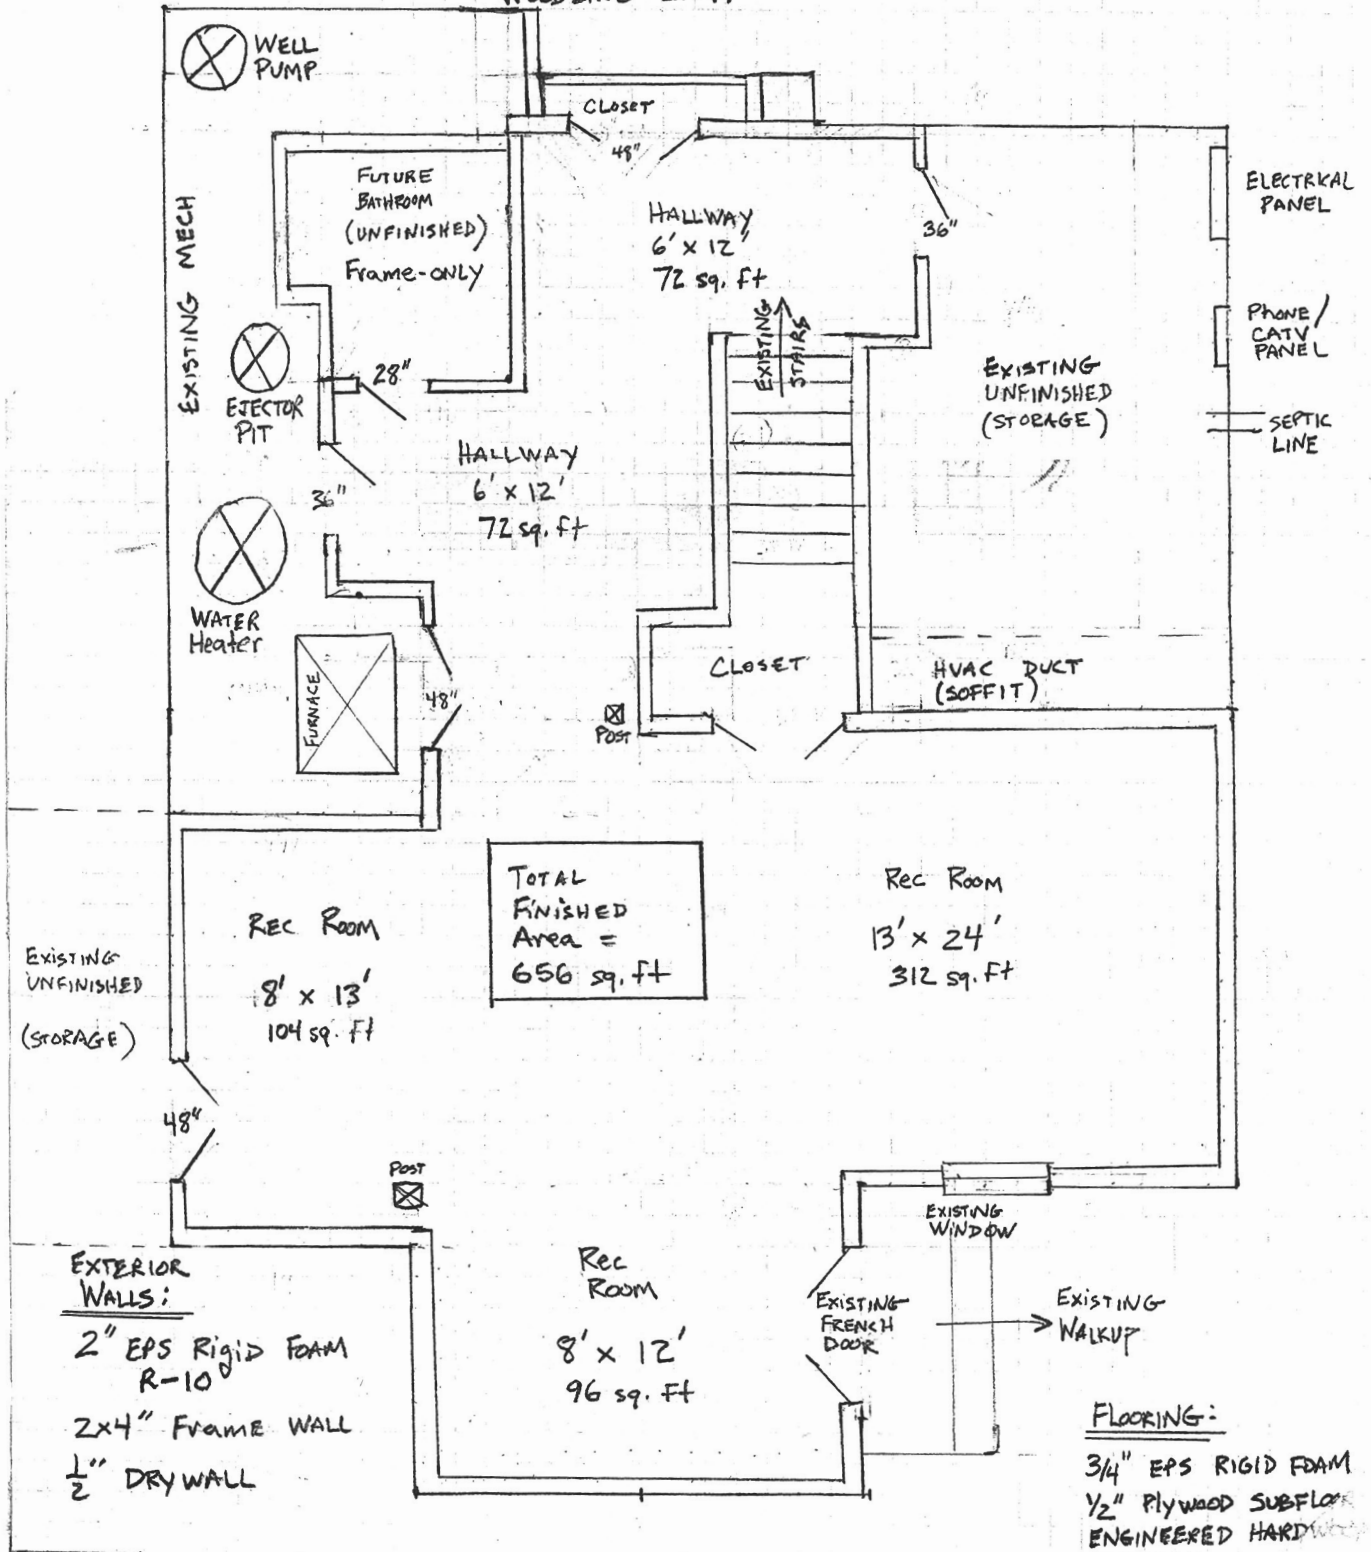 WELL
PUMP
CLOSET
48"
FUTURE
BATHROOM
(UNFINISHED)
Frame-ONLY
HALLWAY
6' x 12'
72 sq. ft
36"
ELECTRICAL
PANEL
EXISTING MECH
EXISTING
STAIRS
PHONE/
CATV
PANEL
EXISTING
UNFINISHED
(STORAGE)
SEPTIC
LINE
28"
EJECTOR
PIT
HALLWAY
6' x 12'
72 sq. ft
36"
WATER
Heater
FURNACE
48"
CLOSET
HVAC DUCT
(SOFFIT)
POST
TOTAL
FINISHED
Area =
656 sq. ft
REC ROOM
8' x 13'
104 sq. ft
Rec Room
13' x 24'
312 sq. ft
EXISTING
UNFINISHED
(STORAGE)
48"
POST
EXISTING
WINDOW
Rec
ROOM
8' x 12'
96 sq. ft
EXISTING
FRENCH
DOOR
EXISTING
WALKUP
EXTERIOR
WALLS:
2" EPS RIGID FOAM
R-10
2x4" Frame WALL
1/2" DRYWALL
FLOORING:
3/4" EPS RIGID FOAM
1/2" PLYWOOD SUBFLOOR
ENGINEERED HARDWOOD